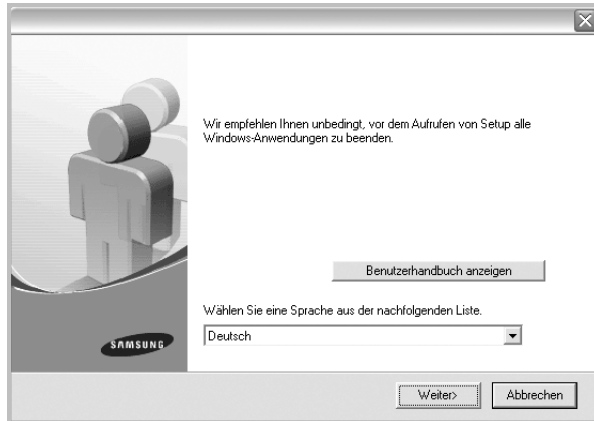 Wir empfehlen Ihnen unbedingt, vor dem Aufrufen von Setup alle
Windows-Anwendungen zu beenden.
Benutzerhandbuch anzeigen
Wählen Sie eine Sprache aus der nachfolgenden Liste.
SAMSUNG
Deutsch
Weiter>
Abbrechen